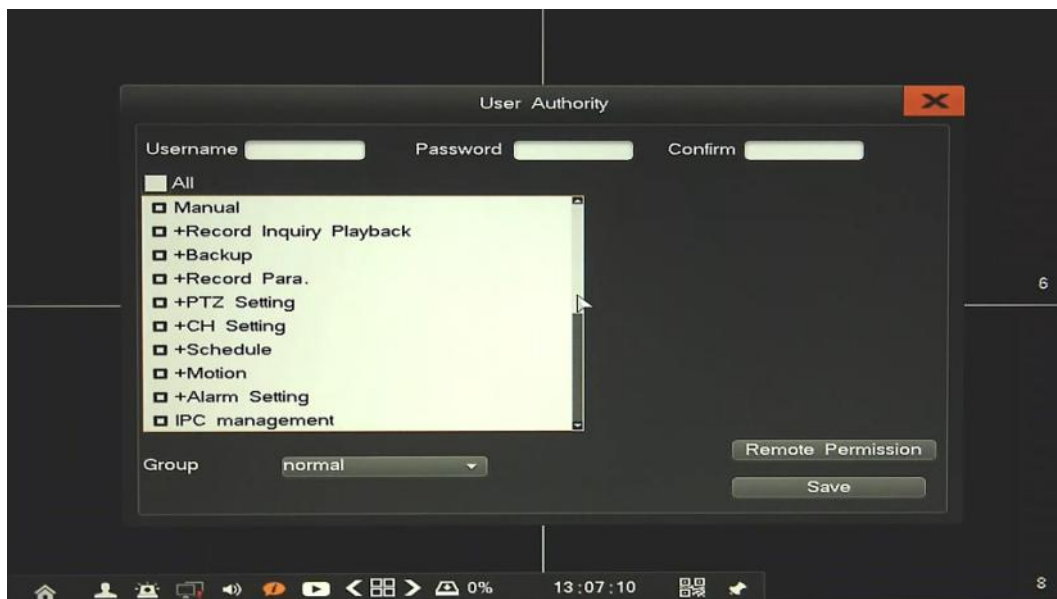 User Authority
Username Password Confirm
All
Manual
+Record Inquiry Playback
+Backup
+Record Para.
+PTZ Setting
+CH Setting
+Schedule
+Motion
+Alarm Setting
IPC management
Group normal
Remote Permission
Save
6
0% 13:07:10
8